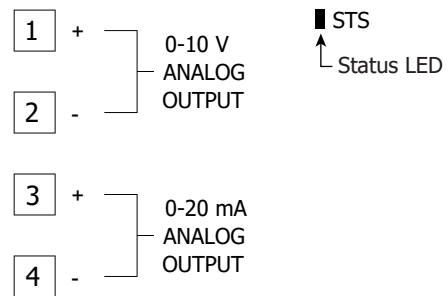 1 +
0-10 V
ANALOG
OUTPUT
2 -
3 +
0-20 mA
ANALOG
OUTPUT
4 -
STS
Status LED